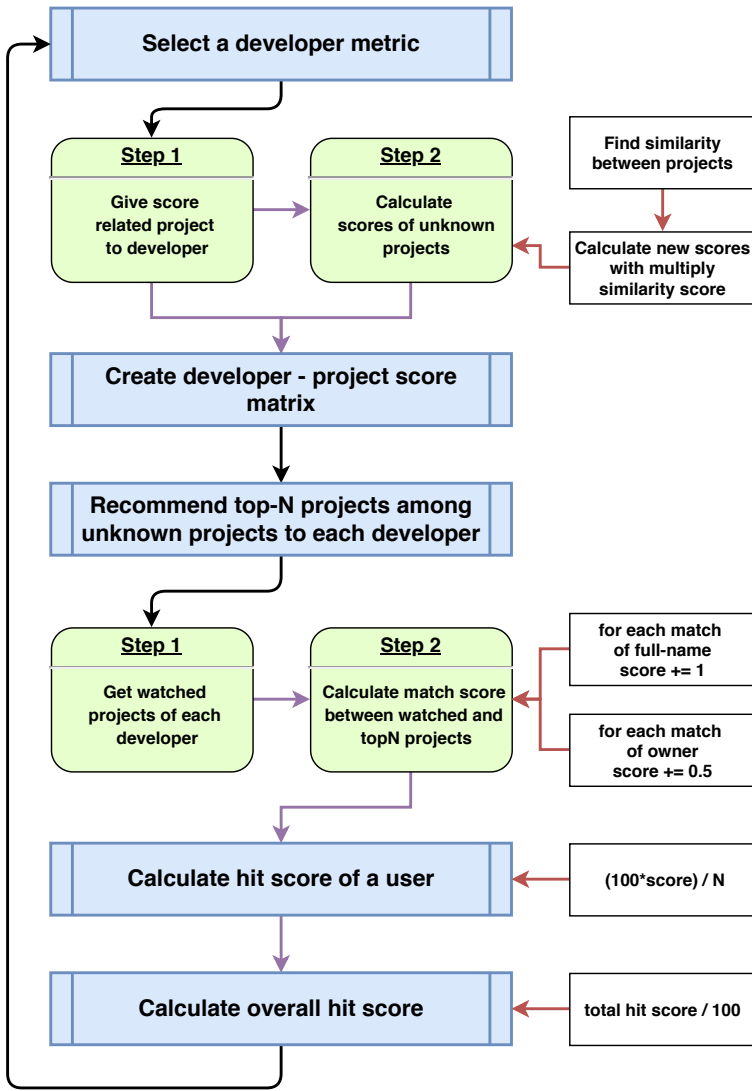 Select a developer metric
Step 1
Give score
related project
to developer
Step 2
Calculate
scores of unknown
projects
Find similarity
between projects
Calculate new scores
with multiply
similarity score
Create developer - project score
matrix
Recommend top-N projects among
unknown projects to each developer
Step 1
Get watched
projects of each
developer
Step 2
Calculate match score
between watched and
topN projects
for each match
of full-name
score += 1
for each match
of owner
score += 0.5
Calculate hit score of a user
(100*score) / N
Calculate overall hit score
total hit score / 100